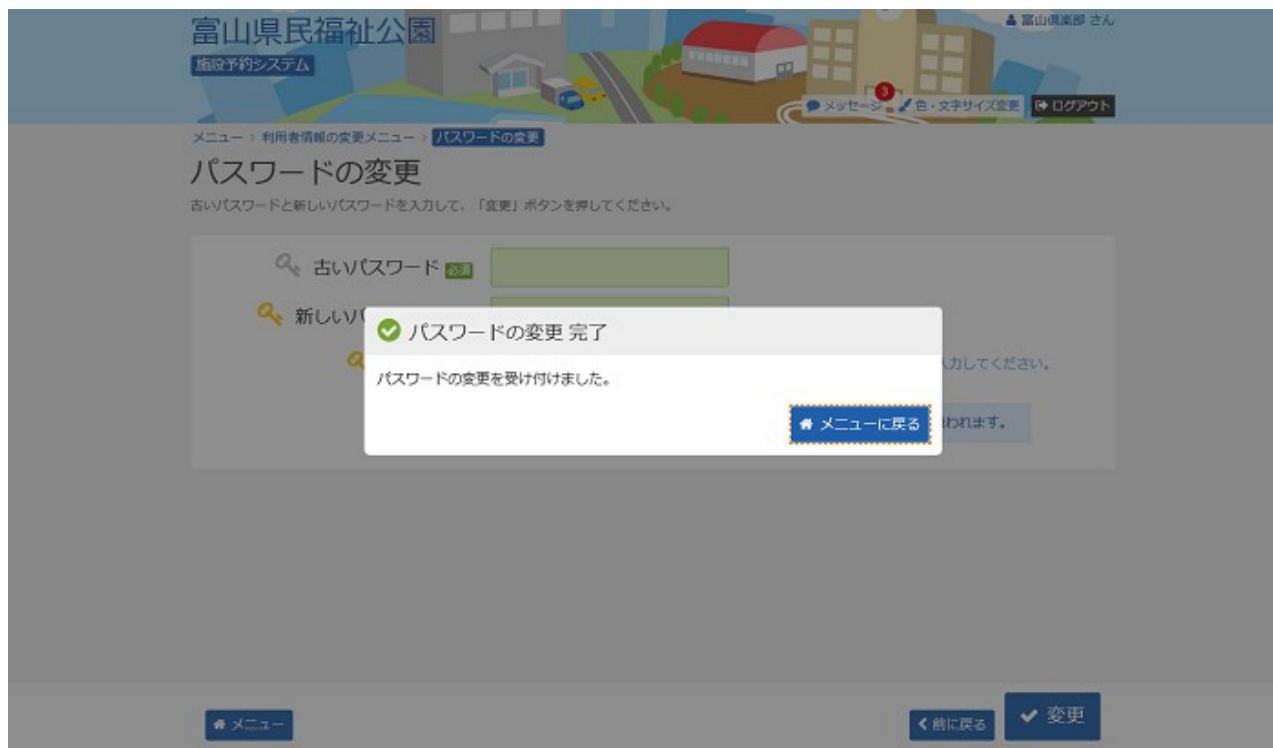 富山県民福祉公園
施設予約システム
富山倶楽部 さん
3
メッセージ
色・文字サイズ変更
ログアウト
メニュー > 利用者情報の変更メニュー > パスワードの変更
パスワードの変更
古いパスワードと新しいパスワードを入力して、「変更」ボタンを押してください。
古いパスワード 必須
新しいパ
パスワードの変更 完了
力してください。
パスワードの変更を受け付けました。
メニューに戻る
われます。
メニュー
前に戻る
変更